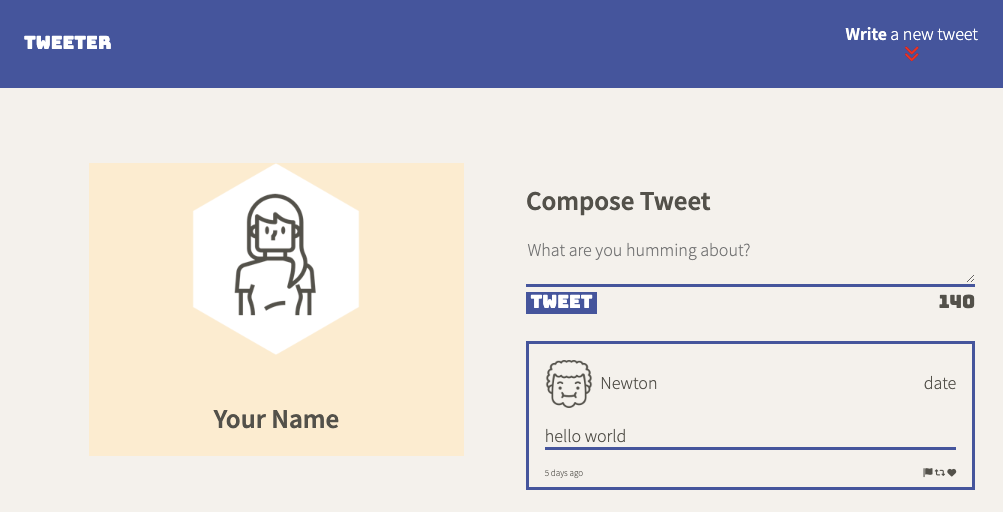 TWEETER
Write a new tweet
Your Name
Compose Tweet
What are you humming about?
TWEET 140
Newton date
hello world
5 days ago